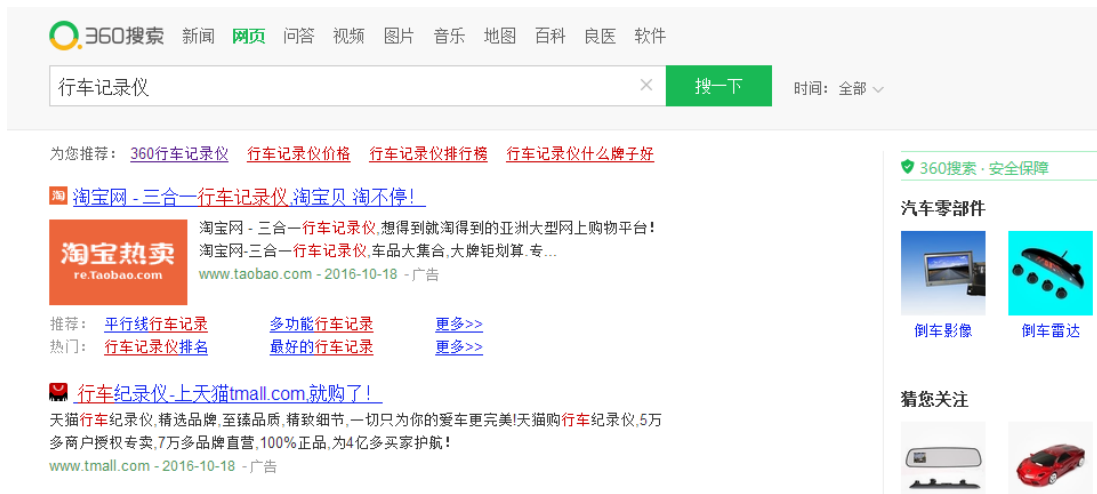 360搜索 新闻 网页 问答 视频 图片 音乐 地图 百科 良医 软件
行车记录仪 × 搜一下 时间：全部
为您推荐： 360行车记录仪 行车记录仪价格 行车记录仪排行榜 行车记录仪什么牌子好
淘 淘宝网 - 三合一行车记录仪,淘宝贝 淘不停！
淘宝热卖
re.Taobao.com
淘宝网 - 三合一行车记录仪,想得到就淘得到的亚洲大型网上购物平台！
淘宝网-三合一行车记录仪,车品大集合,大牌钜划算.专...
www.taobao.com - 2016-10-18 - 广告
推荐： 平行线行车记录 多功能行车记录 更多>>
热门： 行车记录仪排名 最好的行车记录 更多>>
行车纪录仪-上天猫tmall.com,就购了！
天猫行车纪录仪,精选品牌,至臻品质,精致细节,一切只为你的爱车更完美!天猫购行车纪录仪,5万
多商户授权专卖,7万多品牌直营,100%正品,为4亿多买家护航！
www.tmall.com - 2016-10-18 - 广告
360搜索 · 安全保障
汽车零部件
倒车影像 倒车雷达
猜您关注